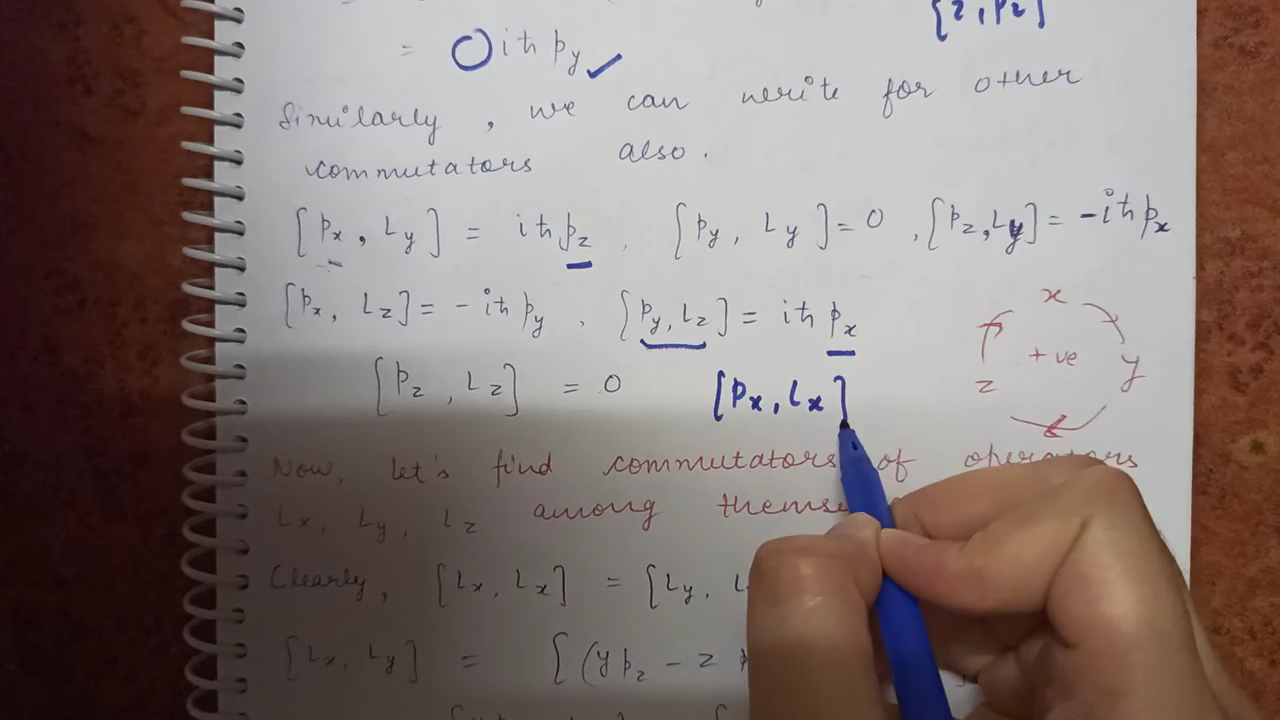 [z, pz]
= iħ py ✓
Similarly, we can write for other
commutators also.
[px, Ly] = iħ pz, [py, Ly] = 0, [pz, Ly] = -iħ px
[px, Lz] = -iħ py, [py, Lz] = iħ px
x
+ve y
z
[pz, Lz] = 0 [px, Lx]
Now, let's find commutators of operators
Lx, Ly, Lz among
Clearly, [Lx, Lx] = [Ly,
[Lx, Ly] = [(y pz - z